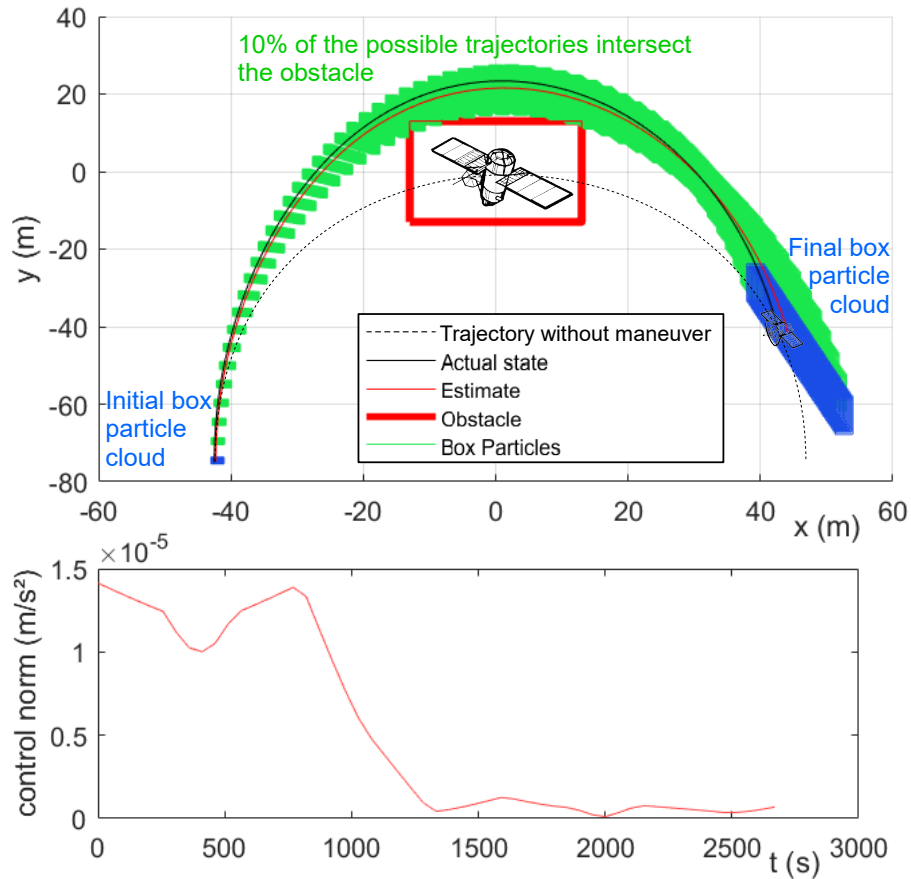 10% of the possible trajectories intersect
the obstacle
40
20
0
-20
-40
-60
-80
y (m)
Final box
particle
cloud
Initial box
particle
cloud
Trajectory without maneuver
Actual state
Estimate
Obstacle
Box Particles
-60 -40 -20 0 20 40 60
x (m)
×10⁻⁵
1.5
1
0.5
0
control norm (m/s²)
0 500 1000 1500 2000 2500 3000
t (s)